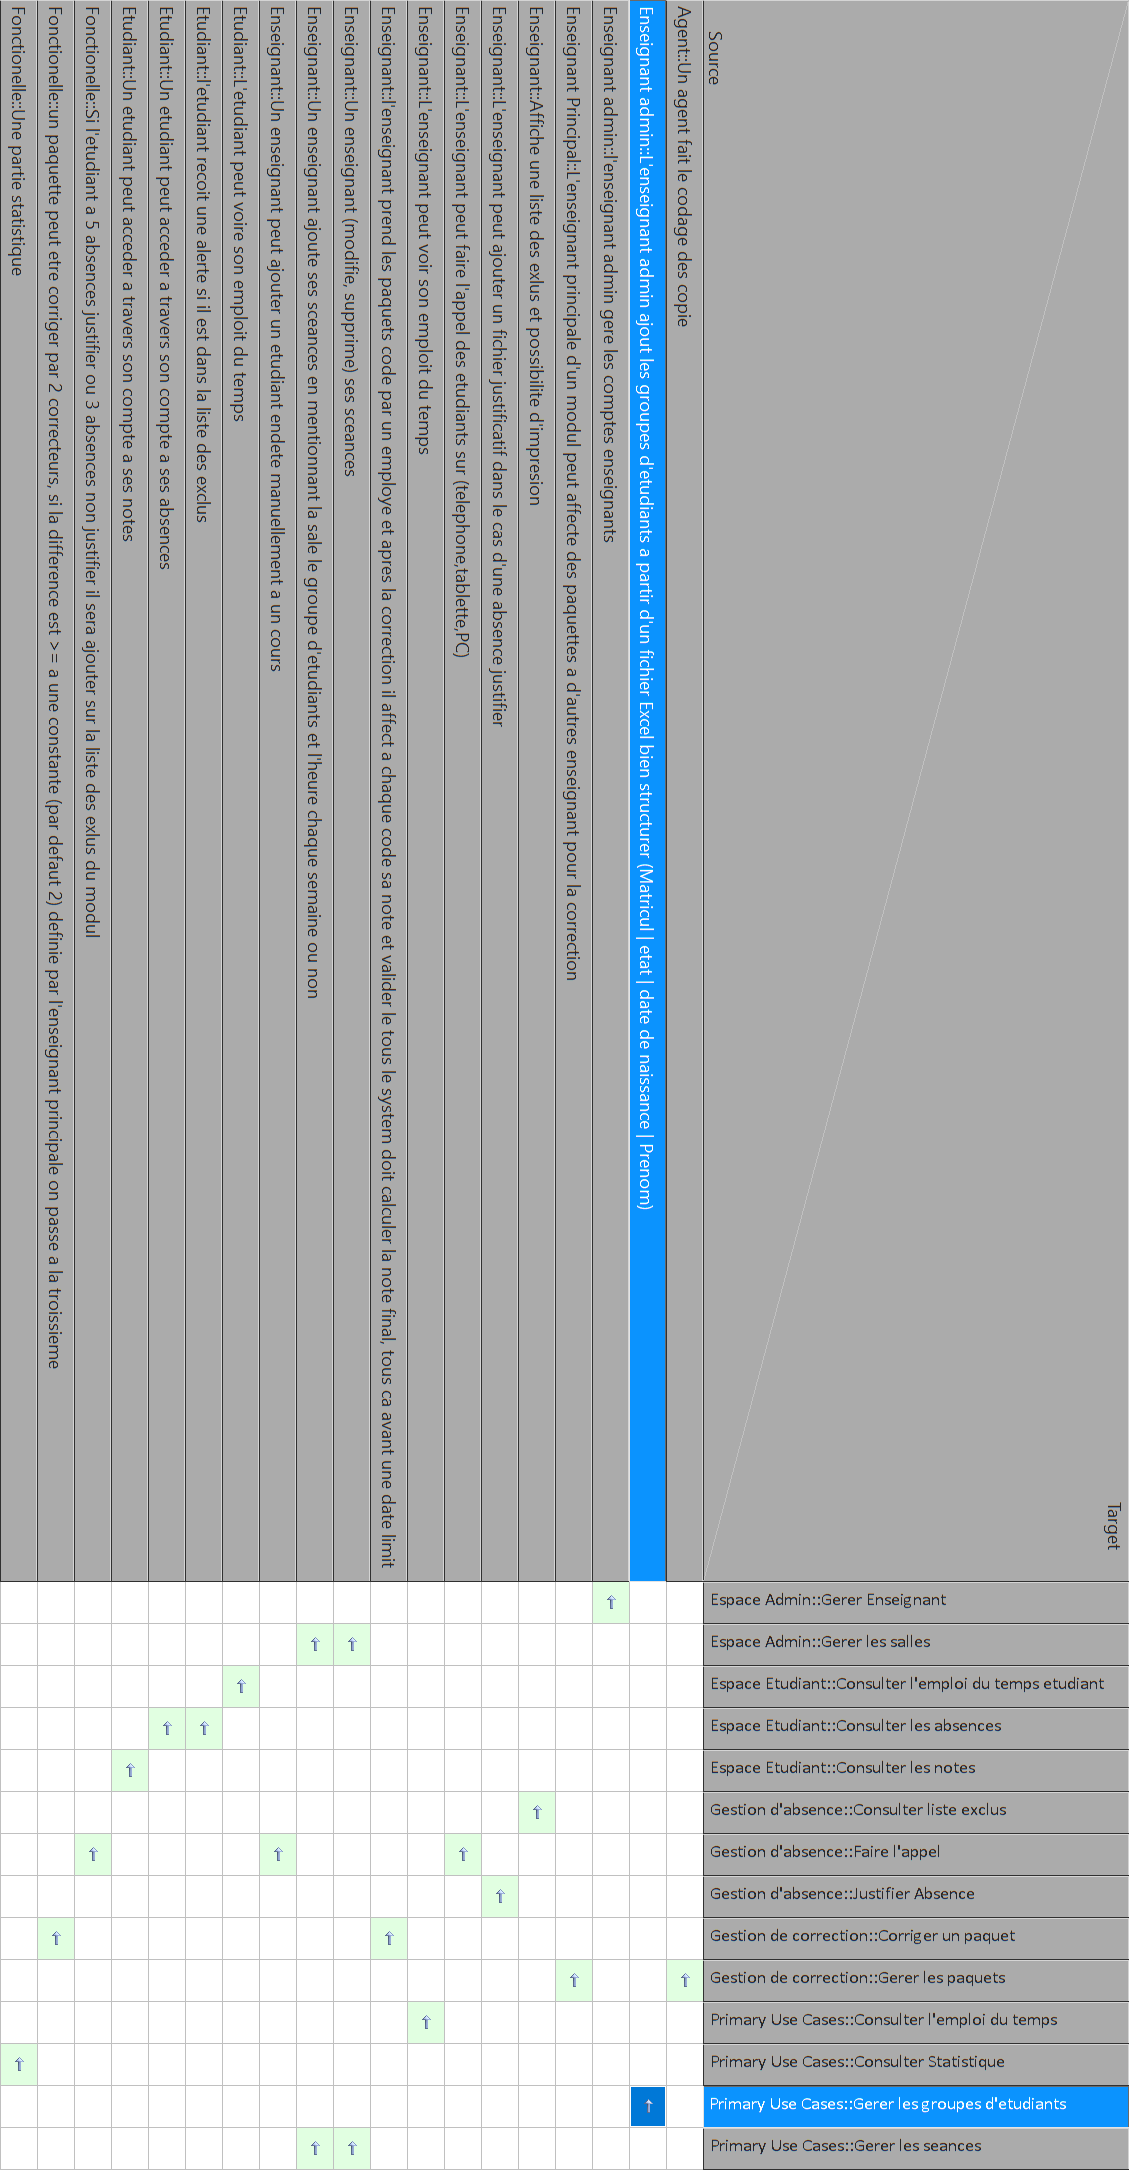 Target
Source
Agent::Un agent fait le codage des copie
Enseignant admin::L'enseignant admin ajout les groupes d'etudiants a partir d'un fichier Excel bien structurer (Matricul | etat | date de naissance | Prenom)
Enseignant admin::l'enseignant admin gere les comptes enseignants
Enseignant Principal::L'enseignant principale d'un modul peut affecte des paquettes a d'autres enseignant pour la correction
Enseignant::Affiche une liste des exlus et possibilite d'impresion
Enseignant::L'enseignant peut ajouter un fichier justificatif dans le cas d'une absence justifier
Enseignant::L'enseignant peut faire l'appel des etudiants sur (telephone,tablette,PC)
Enseignant::L'enseignant peut voir son emploit du temps
Enseignant::l'enseignant prend les paquets code par un employe et apres la correction il affect a chaque code sa note et valider le tous le system doit calculer la note final, tous ca avant une date limit
Enseignant::Un enseignant (modifie, supprime) ses sceances
Enseignant::Un enseignant ajoute ses sceances en mentionnant la sale le groupe d'etudiants et l'heure chaque semaine ou non
Enseignant::Un enseignant peut ajouter un etudiant endete manuellement a un cours
Etudiant::L'etudiant peut voire son emploit du temps
Etudiant::l'etudiant recoit une alerte si il est dans la liste des exclus
Etudiant::Un etudiant peut acceder a travers son compte a ses absences
Etudiant::Un etudiant peut acceder a travers son compte a ses notes
Fonctionelle::Si l'etudiant a 5 absences justifier ou 3 absences non justifier il sera ajouter sur la liste des exlus du modul
Fonctionelle::un paquette peut etre corriger par 2 correcteurs, si la difference est >= a une constante (par defaut 2) definie par l'enseignant principale on passe a la troissieme
Fonctionelle::Une partie statistique
Espace Admin::Gerer Enseignant
Espace Admin::Gerer les salles
Espace Etudiant::Consulter l'emploi du temps etudiant
Espace Etudiant::Consulter les absences
Espace Etudiant::Consulter les notes
Gestion d'absence::Consulter liste exclus
Gestion d'absence::Faire l'appel
Gestion d'absence::Justifier Absence
Gestion de correction::Corriger un paquet
Gestion de correction::Gerer les paquets
Primary Use Cases::Consulter l'emploi du temps
Primary Use Cases::Consulter Statistique
Primary Use Cases::Gerer les groupes d'etudiants
Primary Use Cases::Gerer les seances